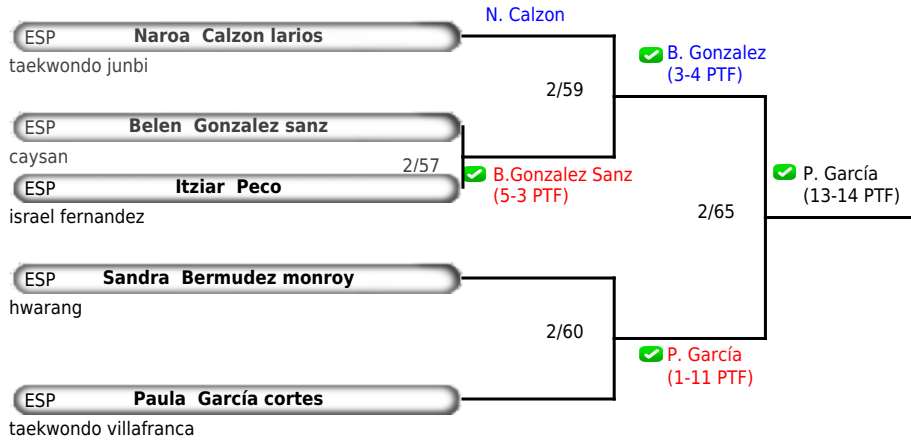 N. Calzon
ESP Naroa Calzon larios
taekwondo junbi
B. Gonzalez
(3-4 PTF)
2/59
ESP Belen Gonzalez sanz
caysan
2/57
B.Gonzalez Sanz
(5-3 PTF)
ESP Itziar Peco
israel fernandez
P. García
(13-14 PTF)
2/65
ESP Sandra Bermudez monroy
hwarang
2/60
P. García
(1-11 PTF)
ESP Paula García cortes
taekwondo villafranca